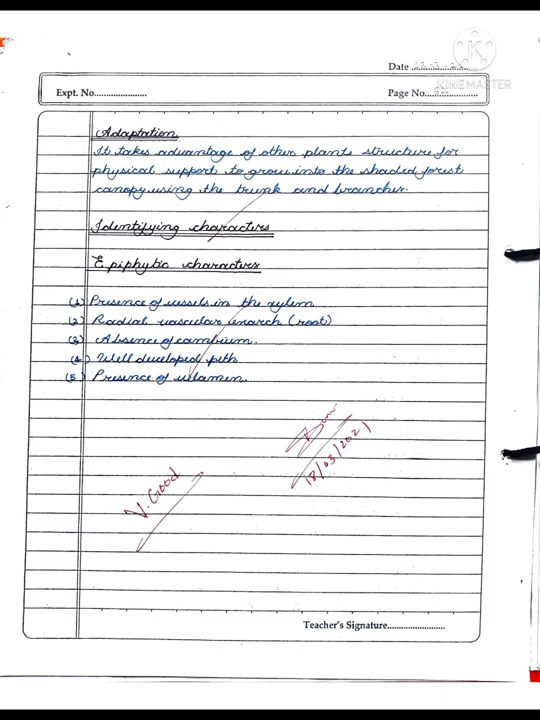 KINEMASTER
Date
Expt. No.....................
Page No.
Adaptation
It takes advantage of other plants structure for
physical support to grow into the shaded forest
canopy using the trunk and branches.
Identifying characters
Epiphytic characters
(1) Presence of vessels in the xylem
(2) Radial vascular exarch (root)
(3) Absence of cambium.
(4) Well developed pith
(5) Presence of velamen.
18/03/2021
V. Good
Teacher's Signature.......................